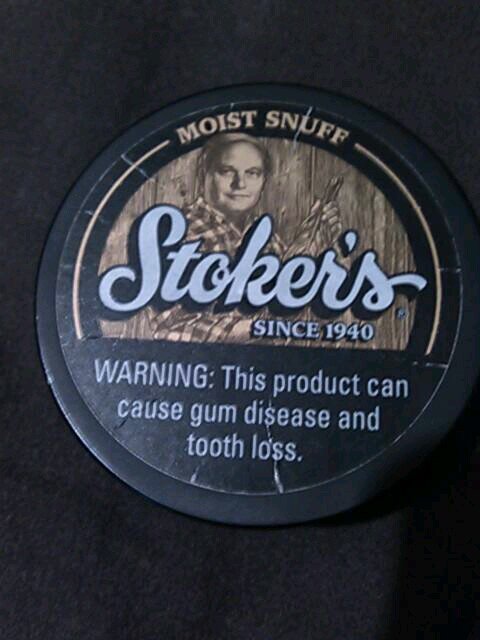 MOIST SNUFF
Stoker's
SINCE 1940
WARNING: This product can
cause gum disease and
tooth loss.